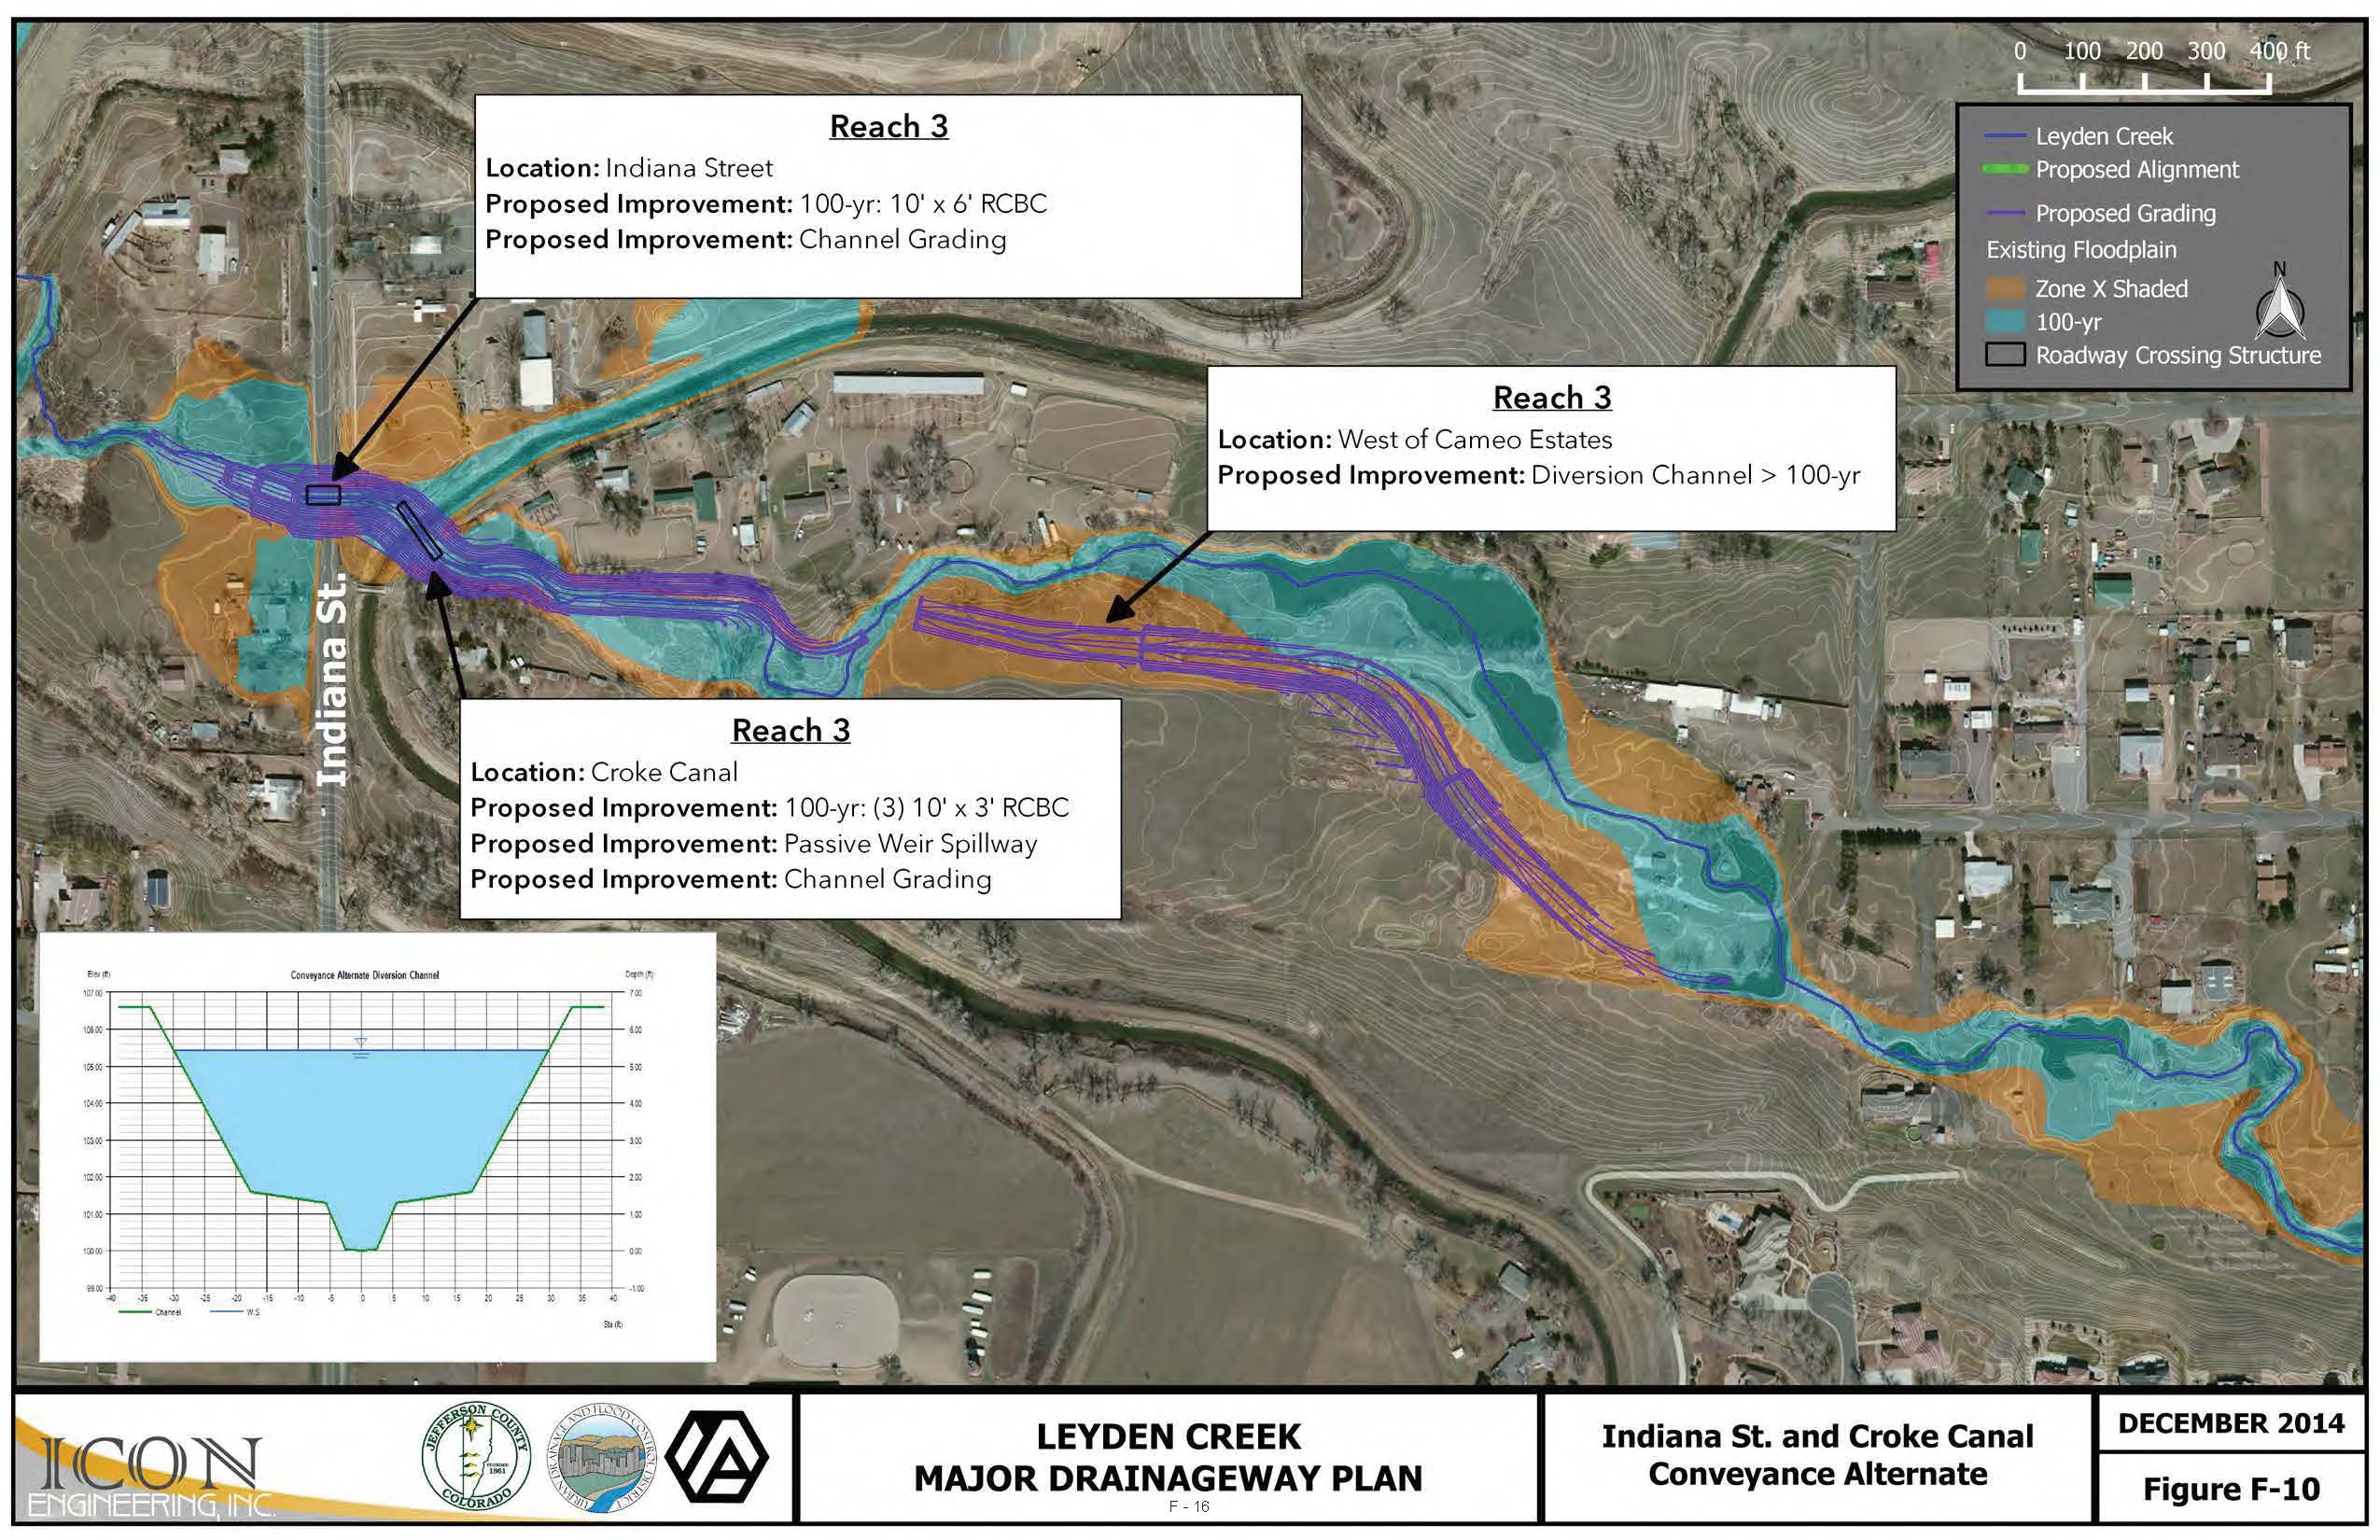 0 100 200 300 400 ft
Leyden Creek
Proposed Alignment
Proposed Grading
Existing Floodplain
Zone X Shaded
100-yr
Roadway Crossing Structure
N
Reach 3
Location: Indiana Street
Proposed Improvement: 100-yr: 10' x 6' RCBC
Proposed Improvement: Channel Grading
Reach 3
Location: West of Cameo Estates
Proposed Improvement: Diversion Channel > 100-yr
Indiana St.
Reach 3
Location: Croke Canal
Proposed Improvement: 100-yr: (3) 10' x 3' RCBC
Proposed Improvement: Passive Weir Spillway
Proposed Improvement: Channel Grading
Elev (ft) Conveyance Alternate Diversion Channel Depth (ft)
107.00 7.00
106.00 6.00
105.00 5.00
104.00 4.00
103.00 3.00
102.00 2.00
101.00 1.00
100.00 0.00
99.00 -1.00
-40 -35 -30 -25 -20 -15 -10 -5 0 5 10 15 20 25 30 35 40
Channel W.S.
Sta (ft)
ICON
ENGINEERING, INC.
JEFFERSON COUNTY
FOUNDED
1861
COLORADO
URBAN DRAINAGE AND FLOOD CONTROL DISTRICT
LEYDEN CREEK
MAJOR DRAINAGEWAY PLAN
F - 16
Indiana St. and Croke Canal
Conveyance Alternate
DECEMBER 2014
Figure F-10